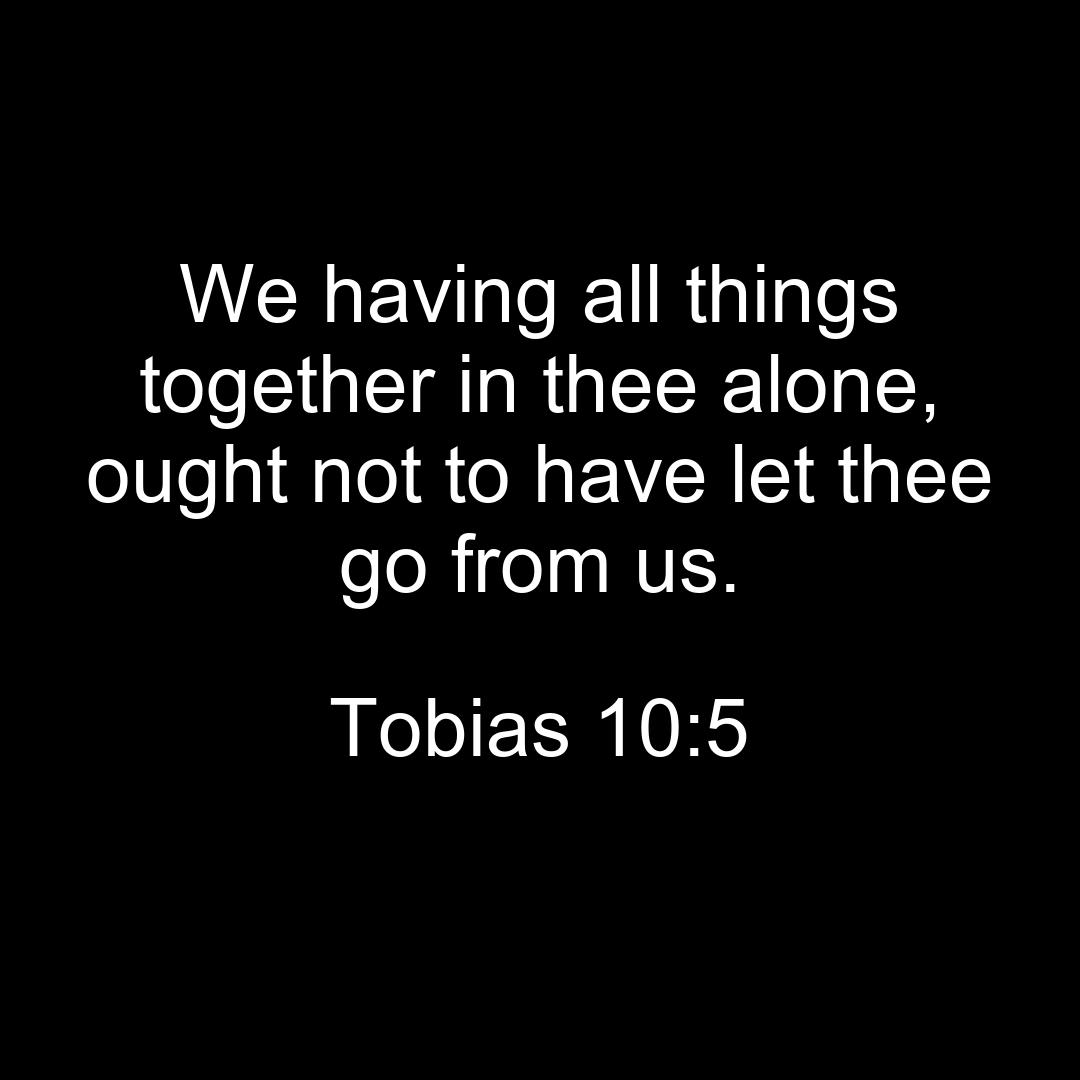 We having all things
together in thee alone,
ought not to have let thee
go from us.
Tobias 10:5